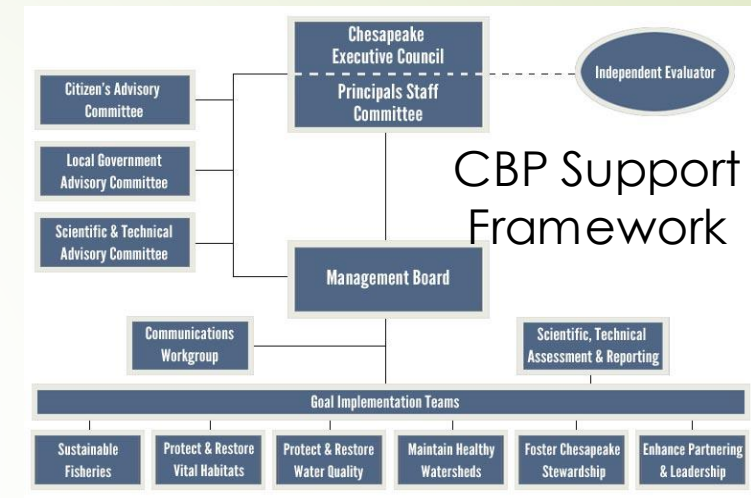 Chesapeake
Executive Council
Principals Staff
Committee
Independent Evaluator
Citizen's Advisory
Committee
Local Government
Advisory Committee
Scientific & Technical
Advisory Committee
CBP Support
Framework
Management Board
Communications
Workgroup
Scientific, Technical
Assessment & Reporting
Goal Implementation Teams
Sustainable
Fisheries
Protect & Restore
Vital Habitats
Protect & Restore
Water Quality
Maintain Healthy
Watersheds
Foster Chesapeake
Stewardship
Enhance Partnering
& Leadership